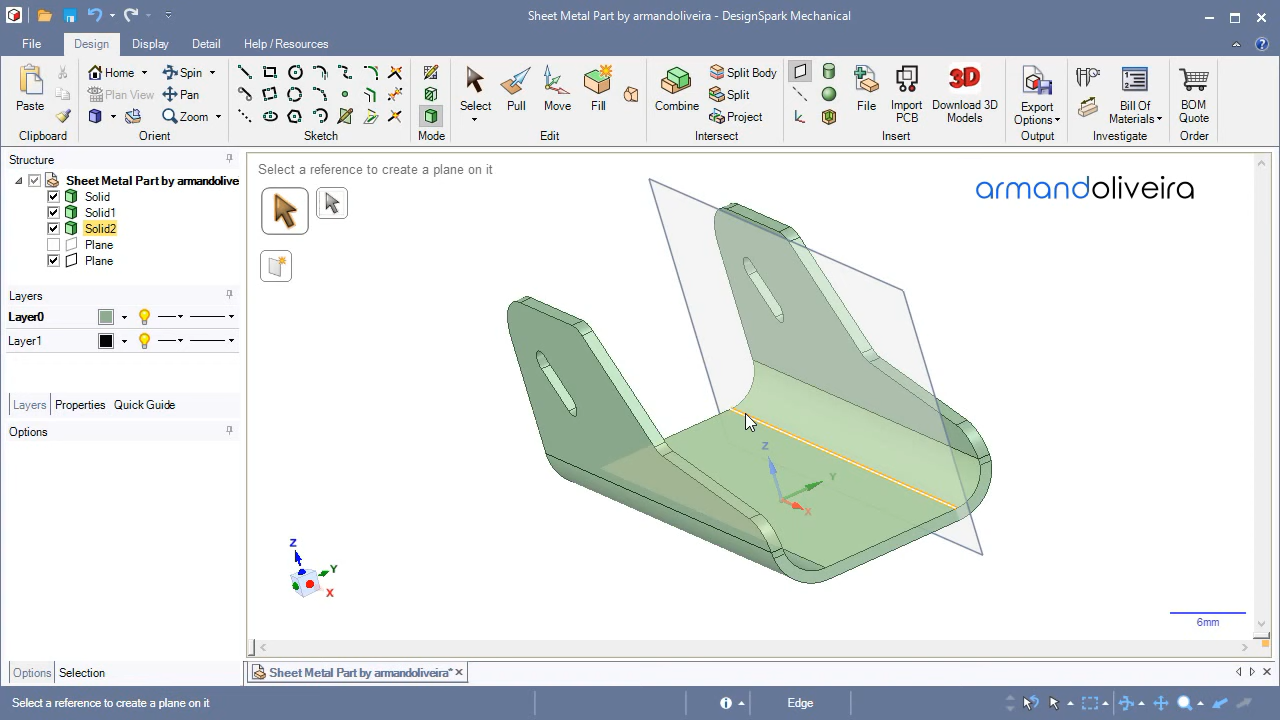 Sheet Metal Part by armandoliveira - DesignSpark Mechanical
File Design Display Detail Help / Resources
Paste
Clipboard
Home Spin
Plan View Pan
Zoom
Orient
Sketch
Mode
Select Pull Move Fill
Edit
Combine
Split Body
Split
Project
Intersect
File
Import PCB
3D
Download 3D Models
Insert
Export Options
Output
Bill Of Materials
Investigate
BOM Quote
Order
Structure
Sheet Metal Part by armandolive
Solid
Solid1
Solid2
Plane
Plane
Layers
Layer0
Layer1
Layers Properties Quick Guide
Options
Options Selection
Select a reference to create a plane on it
armandoliveira
Z
Y
X
Z
Y
X
6mm
Sheet Metal Part by armandoliveira*
Select a reference to create a plane on it
Edge